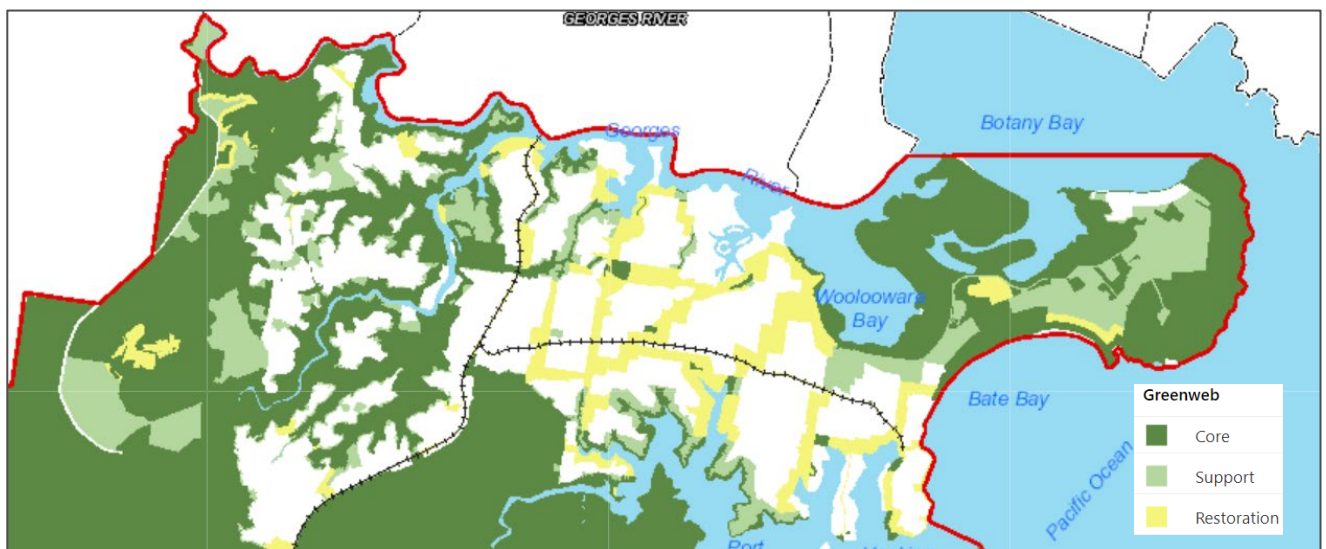 GEORGES RIVER
Botany Bay
Georges
River
Woolooware
Bay
Bate Bay
Pacific Ocean
Port
Greenweb
Core
Support
Restoration